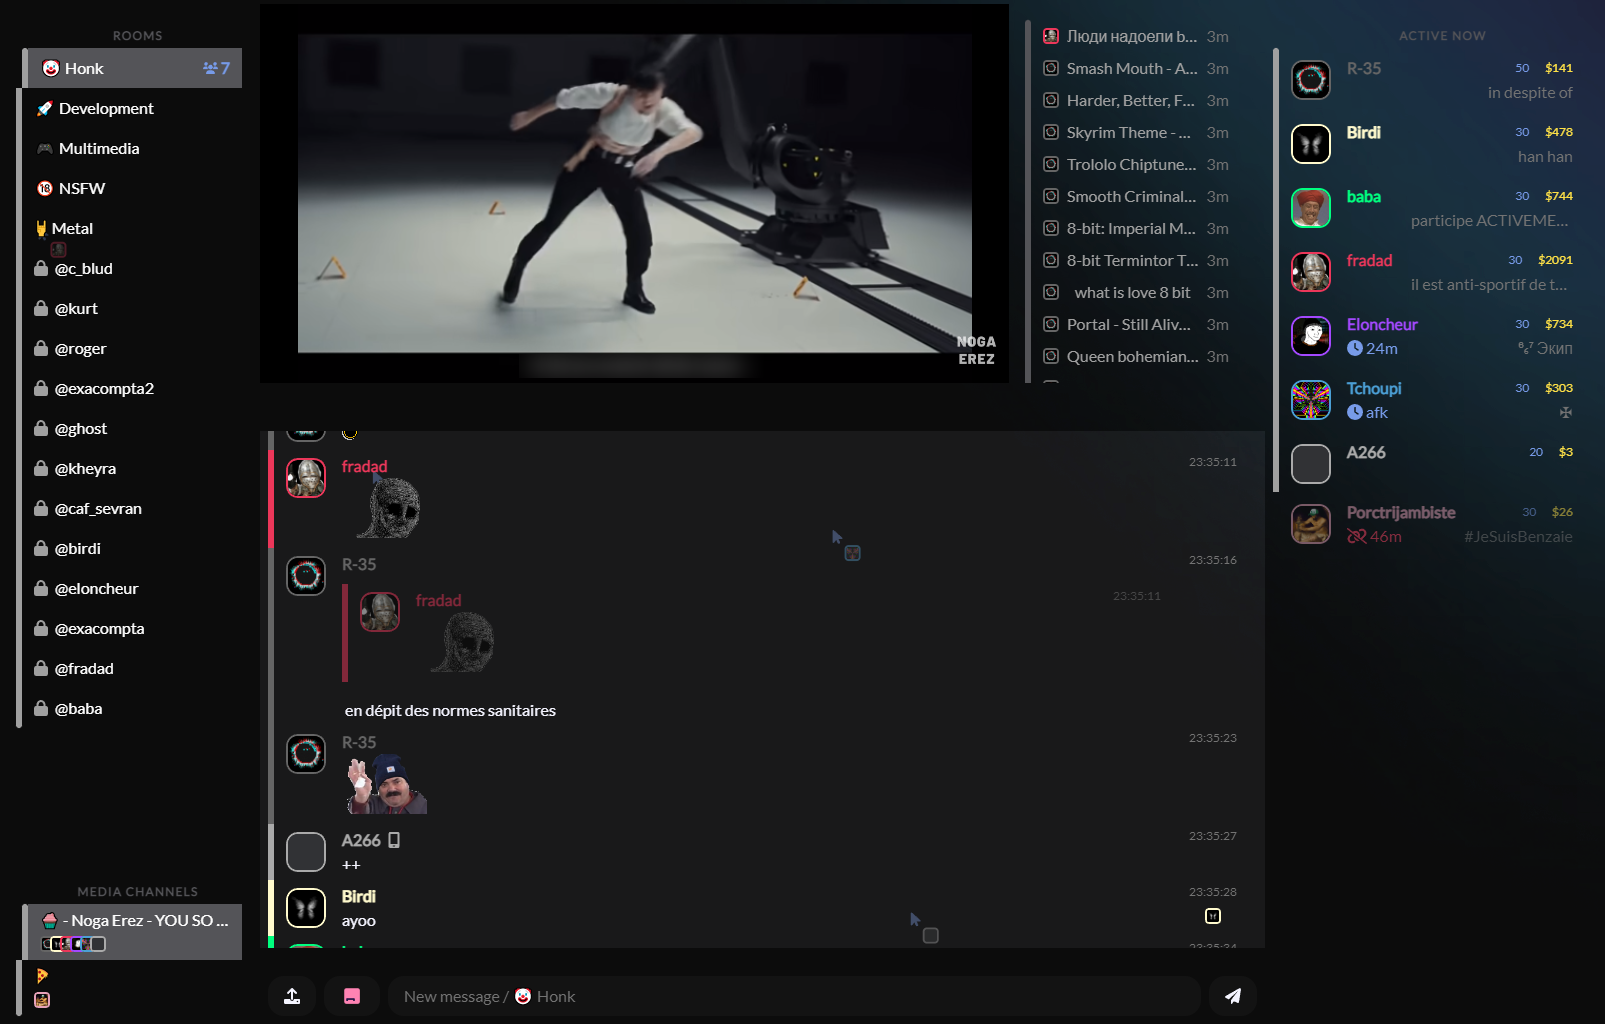 ROOMS
Honk
7
Development
Multimedia
NSFW
Metal
@c_blud
@kurt
@roger
@exacompta2
@ghost
@kheyra
@caf_sevran
@birdi
@eloncheur
@exacompta
@fradad
@baba
MEDIA CHANNELS
- Noga Erez - YOU SO ...
NOGA
EREZ
Люди надоели b... 3m
Smash Mouth - A... 3m
Harder, Better, F... 3m
Skyrim Theme - ... 3m
Trololo Chiptune... 3m
Smooth Criminal... 3m
8-bit: Imperial M... 3m
8-bit Termintor T... 3m
what is love 8 bit 3m
Portal - Still Aliv... 3m
Queen bohemian... 3m
fradad 23:35:11
R-35 23:35:16
fradad 23:35:11
en dépit des normes sanitaires
R-35 23:35:23
A266 23:35:27
++
Birdi 23:35:28
ayoo
New message / Honk
ACTIVE NOW
R-35 50 $141
in despite of
Birdi 30 $478
han han
baba 30 $744
participe ACTIVEME...
fradad 30 $2091
il est anti-sportif de t...
Eloncheur 30 $734
24m Экип
Tchoupi 30 $303
afk ✠
A266 20 $3
Porctrijambiste 30 $26
46m #JeSuisBenzaie